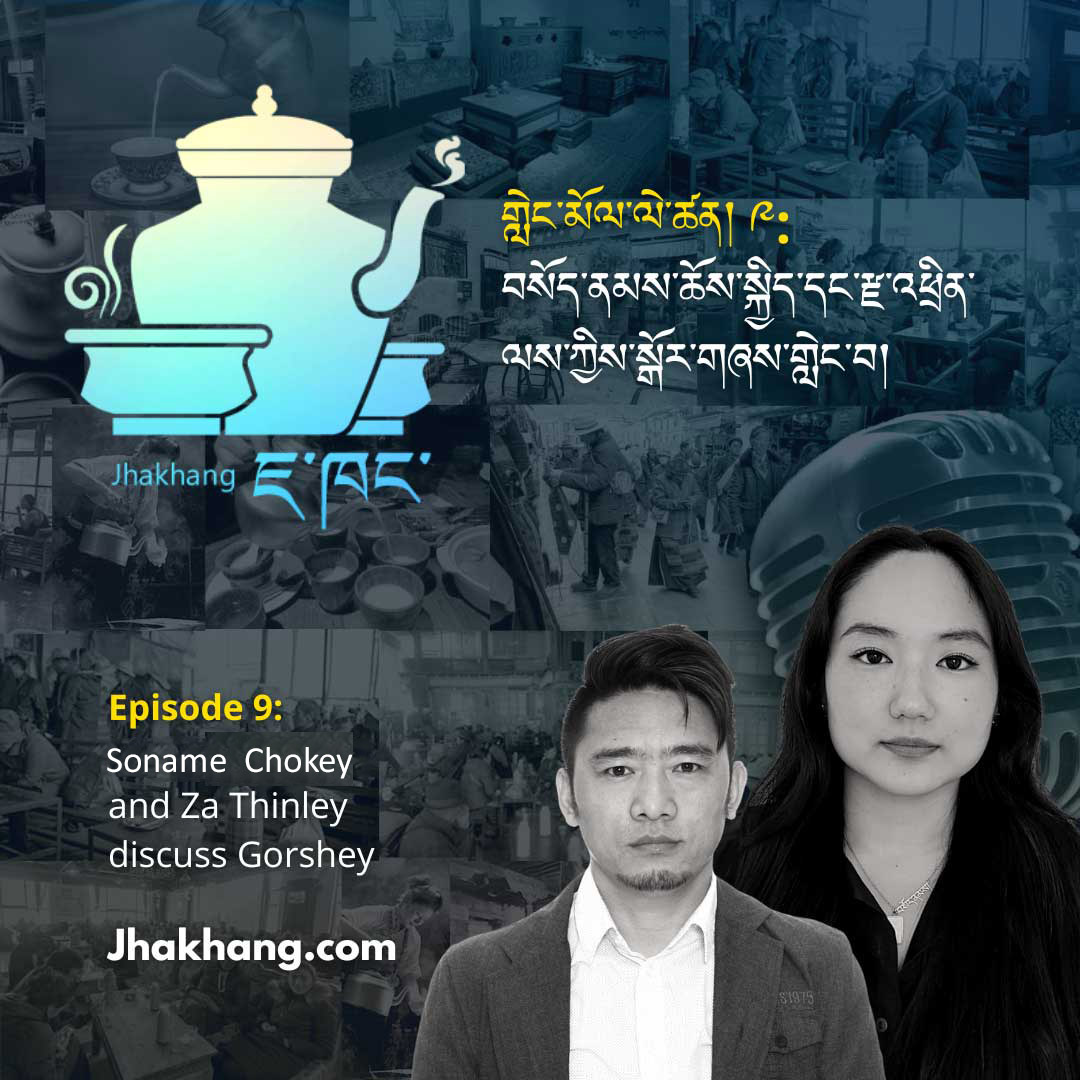 གླེང་མོལ་ལེ་ཚན། ༩:
བསོད་ནམས་ཆོས་སྐྱིད་དང་རྫ་འཕྲིན་
ལས་ཀྱིས་སྒོར་གཞས་གླེང་བ།
Jhakhang ཇ་ཁང་
Episode 9:
Soname Chokey
and Za Thinley
discuss Gorshey
Jhakhang.com
S1975